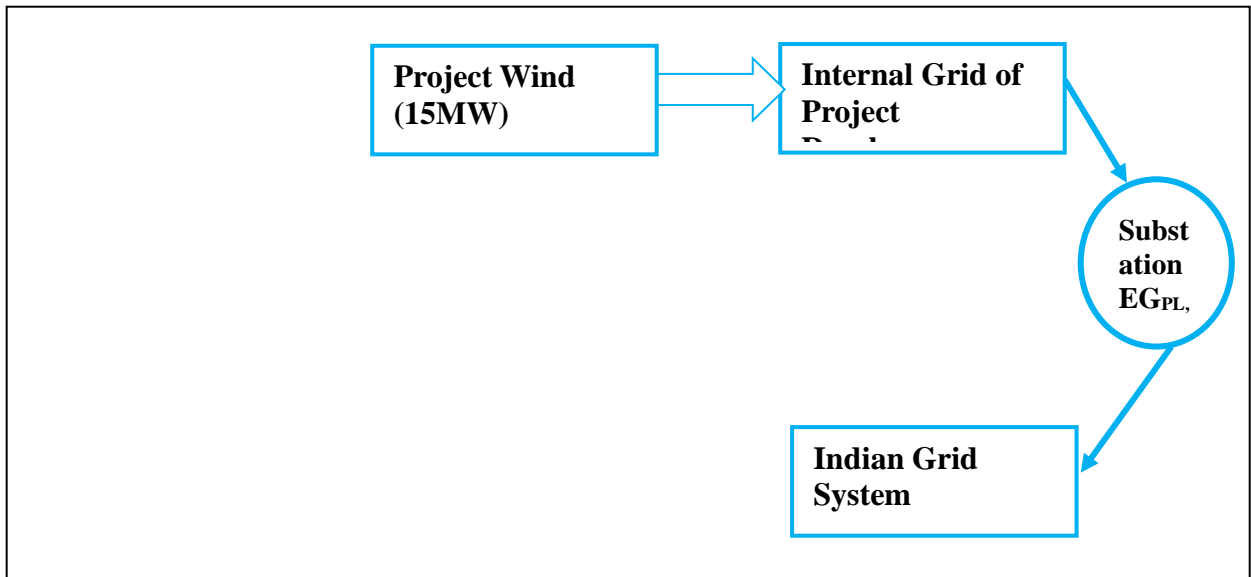 Project Wind
(15MW)
Internal Grid of
Project
Subst
ation
EGPL,
Indian Grid
System